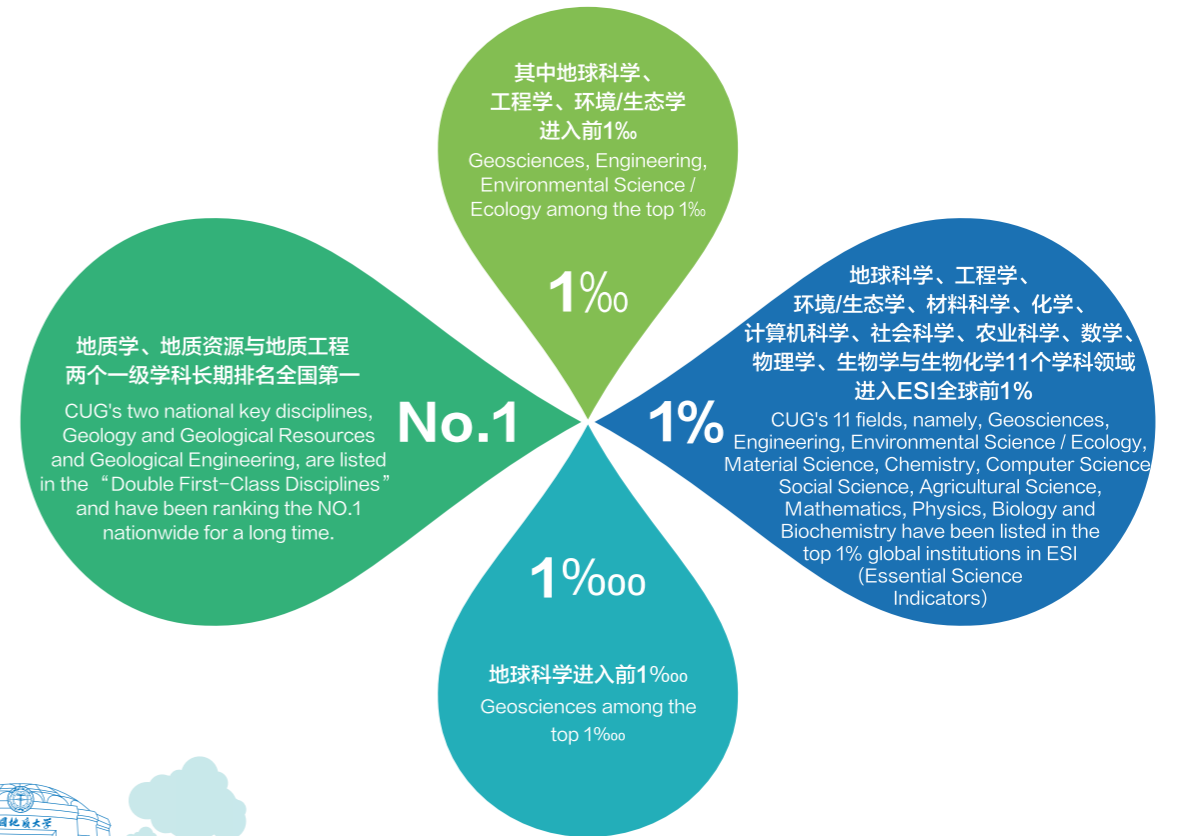 其中地球科学、
工程学、环境/生态学
进入前1‰
Geosciences, Engineering,
Environmental Science /
Ecology among the top 1‰
1‰
地质学、地质资源与地质工程
两个一级学科长期排名全国第一
CUG's two national key disciplines,
Geology and Geological Resources
and Geological Engineering, are listed
in the “Double First-Class Disciplines”
and have been ranking the NO.1
nationwide for a long time.
No.1
1%
地球科学、工程学、
环境/生态学、材料科学、化学、
计算机科学、社会科学、农业科学、数学、
物理学、生物学与生物化学11个学科领域
进入ESI全球前1%
CUG's 11 fields, namely, Geosciences,
Engineering, Environmental Science / Ecology,
Material Science, Chemistry, Computer Science
Social Science, Agricultural Science,
Mathematics, Physics, Biology and
Biochemistry have been listed in the
top 1% global institutions in ESI
(Essential Science
Indicators)
1‱
地球科学进入前1‱
Geosciences among the
top 1‱
地质大学